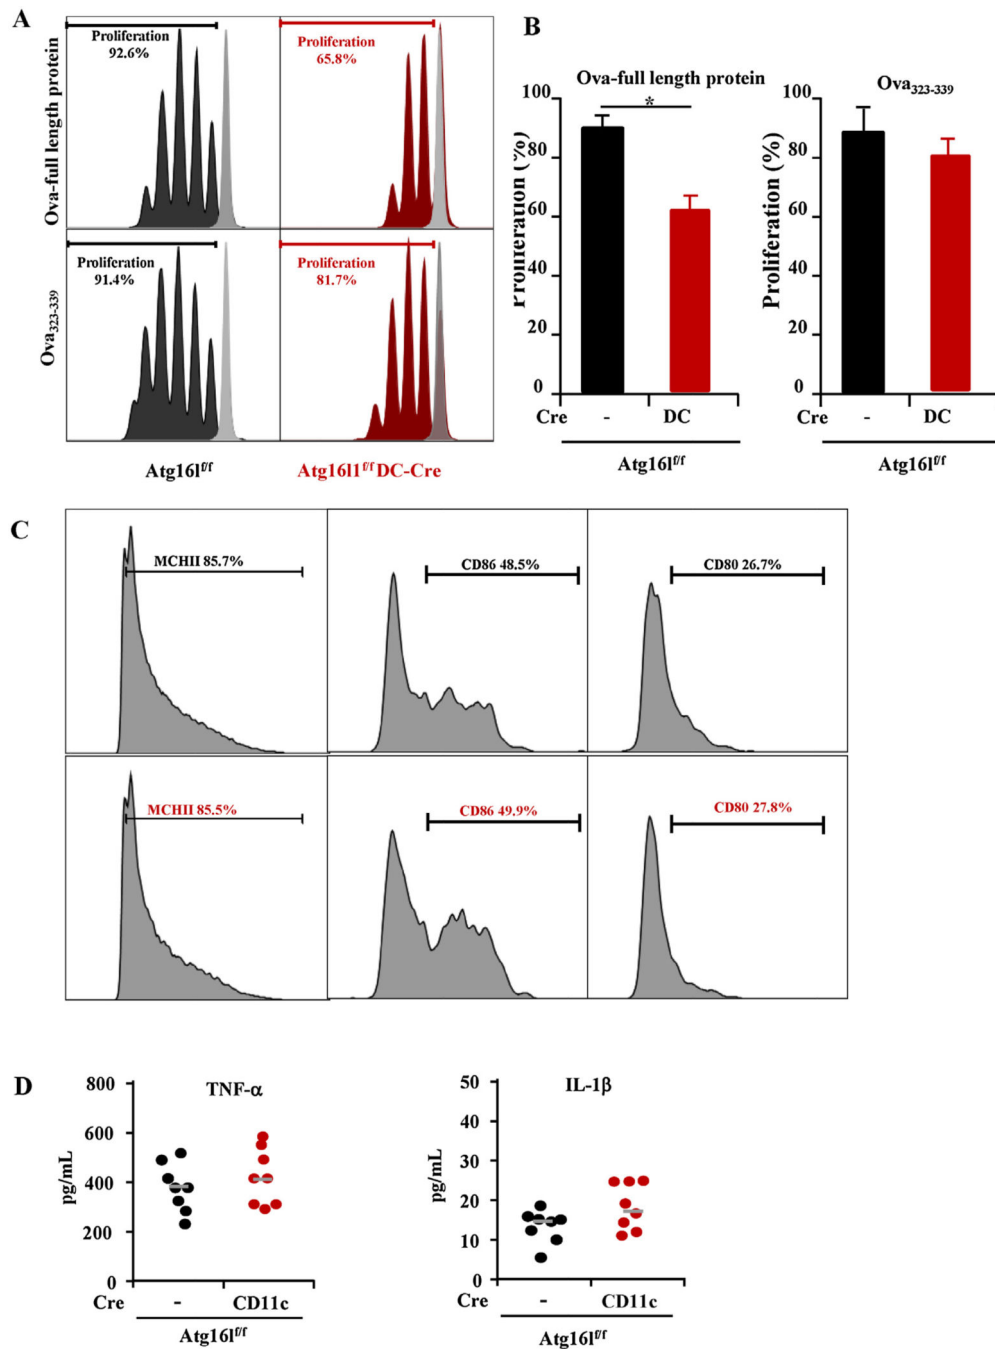 A
Ova-full length protein
Proliferation
92.6%
Proliferation
65.8%
Ova323-339
Proliferation
91.4%
Proliferation
81.7%
Atg16lf/f
Atg16l1f/f DC-Cre
B
Ova-full length protein
Proliferation (%)
100
80
60
40
20
0
Cre
-
DC
Atg16lf/f
Ova323-339
Proliferation (%)
100
80
60
40
20
0
Cre
-
DC
Atg16lf/f
*
C
MCHII 85.7%
CD86 48.5%
CD80 26.7%
MCHII 85.5%
CD86 49.9%
CD80 27.8%
D
TNF-α
pg/mL
800
600
400
200
0
Cre
-
CD11c
Atg16lf/f
IL-1β
pg/mL
50
40
30
20
10
0
Cre
-
CD11c
Atg16lf/f